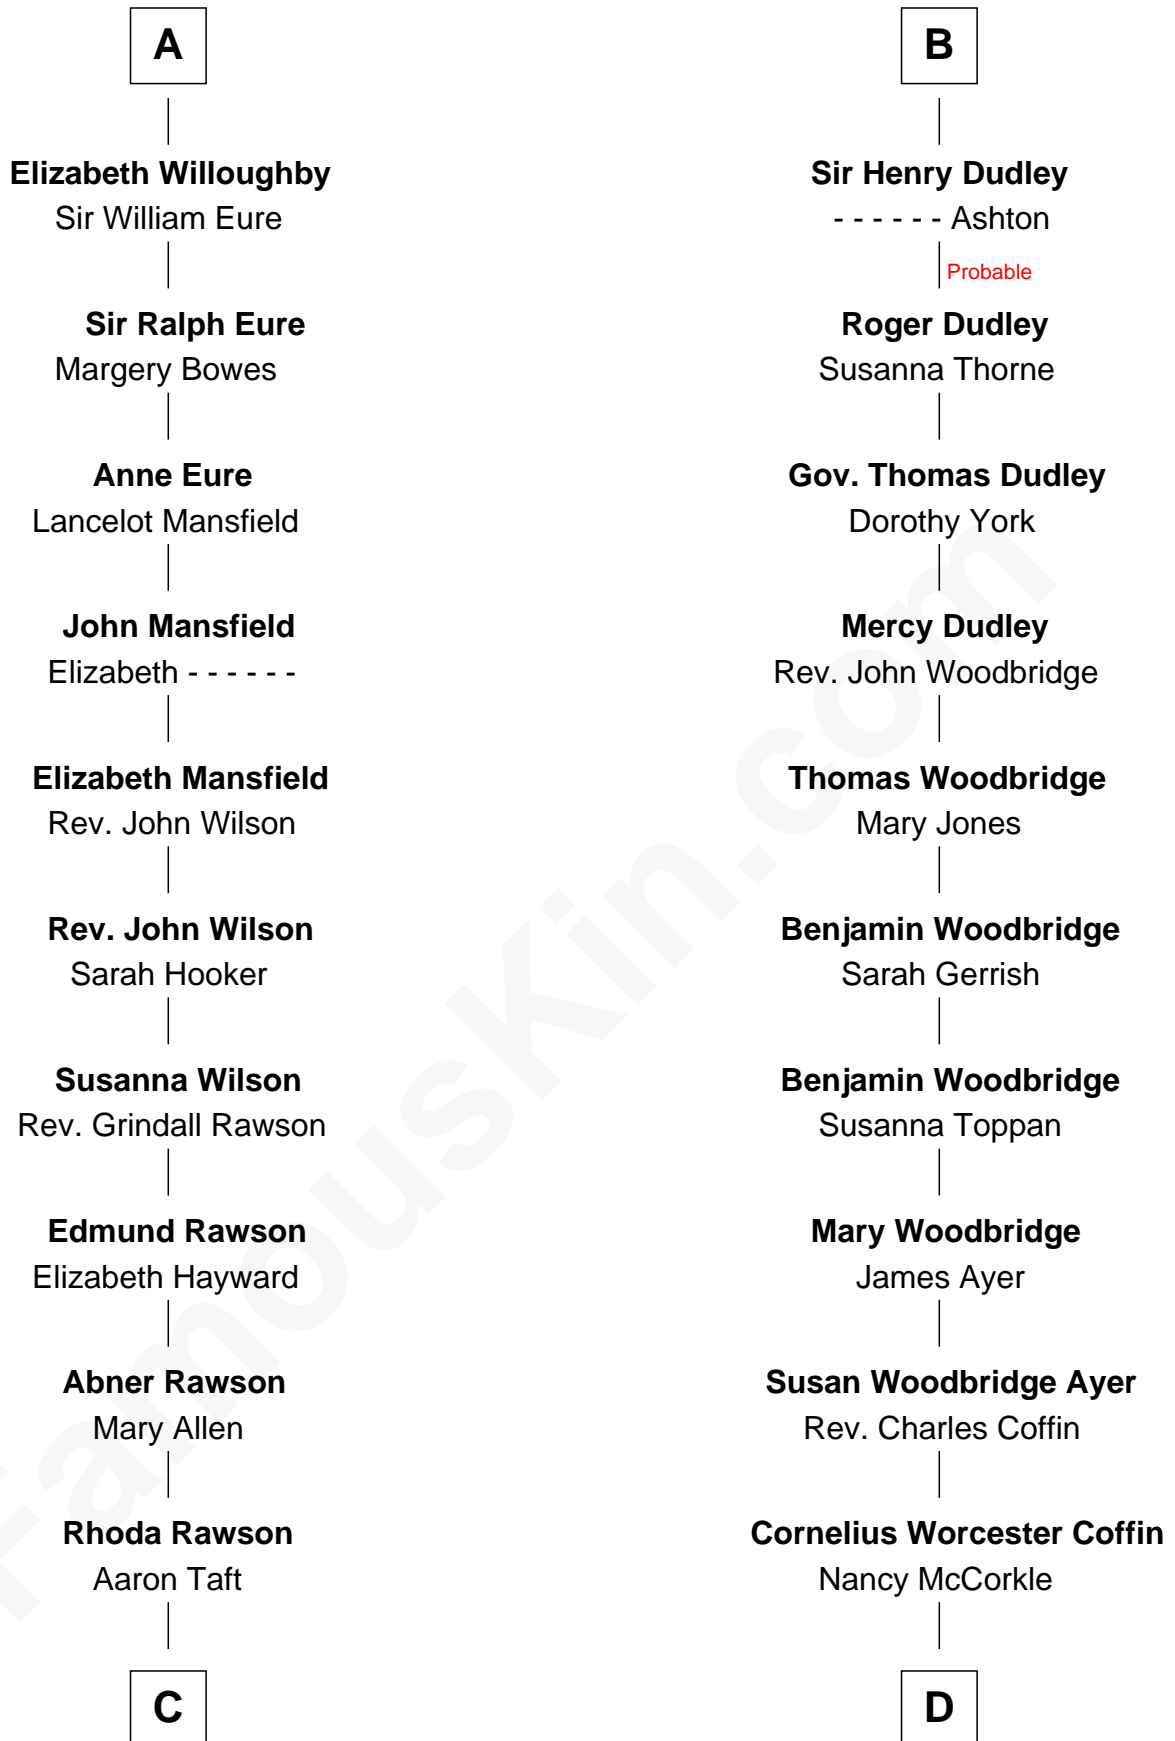 A
Elizabeth Willoughby
Sir William Eure
Sir Ralph Eure
Margery Bowes
Anne Eure
Lancelot Mansfield
John Mansfield
Elizabeth - - - - - -
Elizabeth Mansfield
Rev. John Wilson
Rev. John Wilson
Sarah Hooker
Susanna Wilson
Rev. Grindall Rawson
Edmund Rawson
Elizabeth Hayward
Abner Rawson
Mary Allen
Rhoda Rawson
Aaron Taft
C
B
Sir Henry Dudley
- - - - - - Ashton
Probable
Roger Dudley
Susanna Thorne
Gov. Thomas Dudley
Dorothy York
Mercy Dudley
Rev. John Woodbridge
Thomas Woodbridge
Mary Jones
Benjamin Woodbridge
Sarah Gerrish
Benjamin Woodbridge
Susanna Toppan
Mary Woodbridge
James Ayer
Susan Woodbridge Ayer
Rev. Charles Coffin
Cornelius Worcester Coffin
Nancy McCorkle
D
FamousKin.com